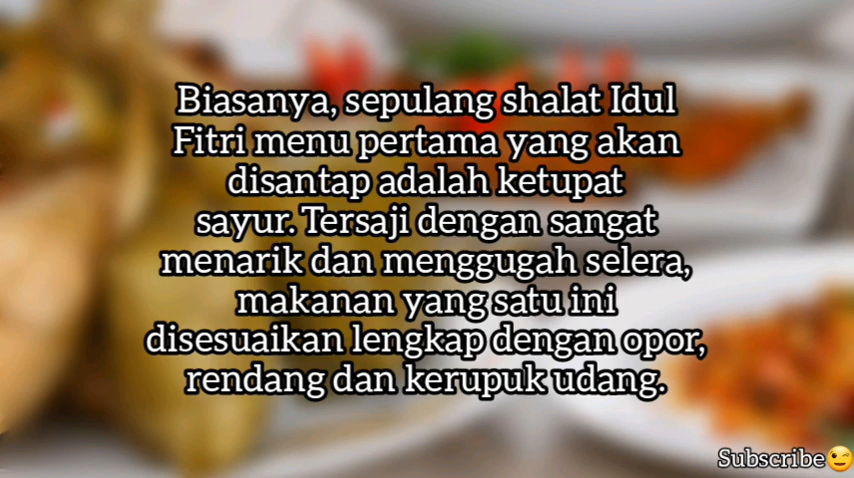 Biasanya, sepulang shalat Idul
Fitri menu pertama yang akan
disantap adalah ketupat
sayur. Tersaji dengan sangat
menarik dan menggugah selera,
makanan yang satu ini
disesuaikan lengkap dengan opor,
rendang dan kerupuk udang.
Subscribe😉